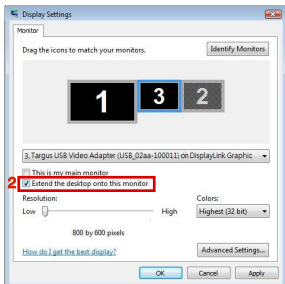 Display Settings
Monitor
Drag the icons to match your monitors.
Identify Monitors
1
3
2
3, Targus USB Video Adapter (USB_02aa-100011) on DisplayLink Graphic
This is my main monitor
2
Extend the desktop onto this monitor
Resolution:
Colors:
Low
High
Highest (32 bit)
800 by 600 pixels
How do I get the best display?
Advanced Settings...
OK
Cancel
Apply